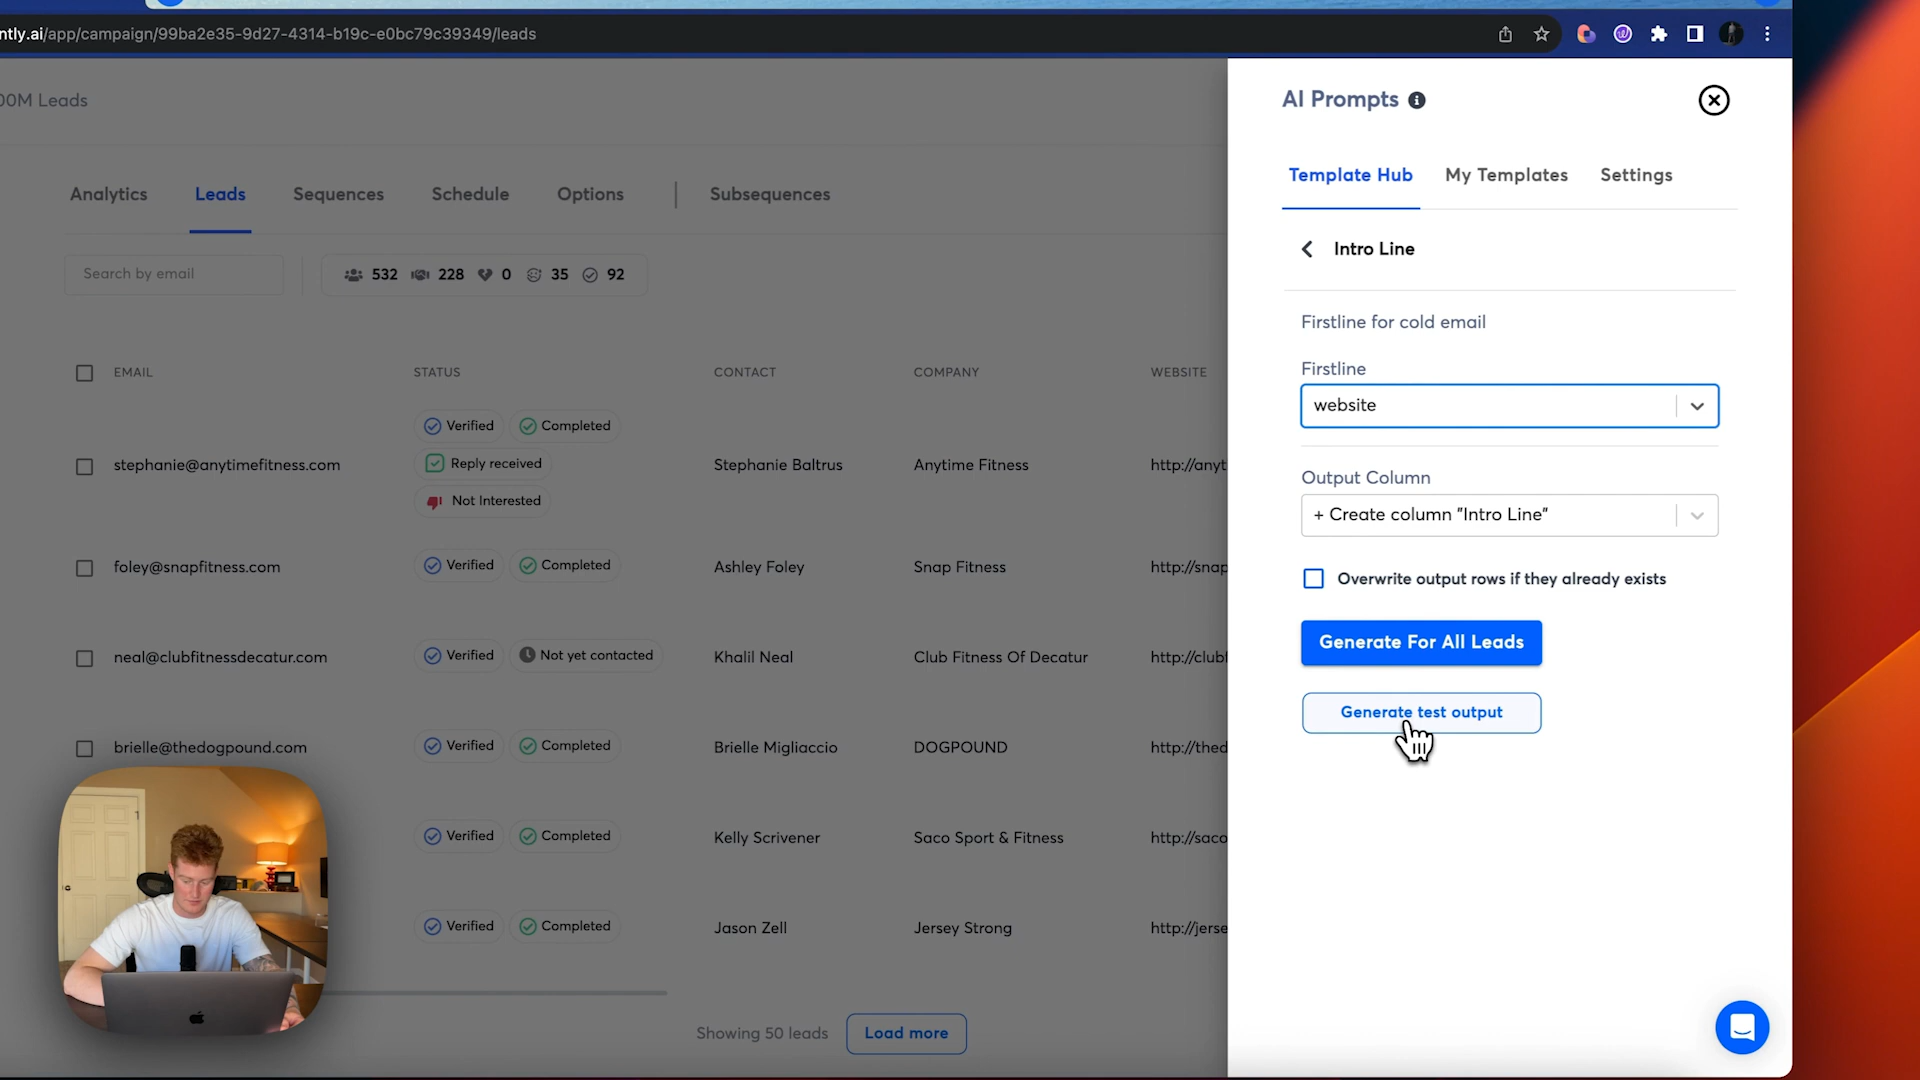 ntly.ai/app/campaign/99ba2e35-9d27-4314-b19c-e0bc79c39349/leads
00M Leads
Analytics
Leads
Sequences
Schedule
Options
Subsequences
Search by email
532
228
0
35
92
EMAIL
STATUS
CONTACT
COMPANY
WEBSITE
stephanie@anytimefitness.com
Verified
Completed
Reply received
Not Interested
Stephanie Baltrus
Anytime Fitness
http://anyt
foley@snapfitness.com
Verified
Completed
Ashley Foley
Snap Fitness
http://snap
neal@clubfitnessdecatur.com
Verified
Not yet contacted
Khalil Neal
Club Fitness Of Decatur
http://clubf
brielle@thedogpound.com
Verified
Completed
Brielle Migliaccio
DOGPOUND
http://thed
Verified
Completed
Kelly Scrivener
Saco Sport & Fitness
http://saco
Verified
Completed
Jason Zell
Jersey Strong
http://jerse
Showing 50 leads
Load more
AI Prompts
Template Hub
My Templates
Settings
Intro Line
Firstline for cold email
Firstline
website
Output Column
+ Create column "Intro Line"
Overwrite output rows if they already exists
Generate For All Leads
Generate test output